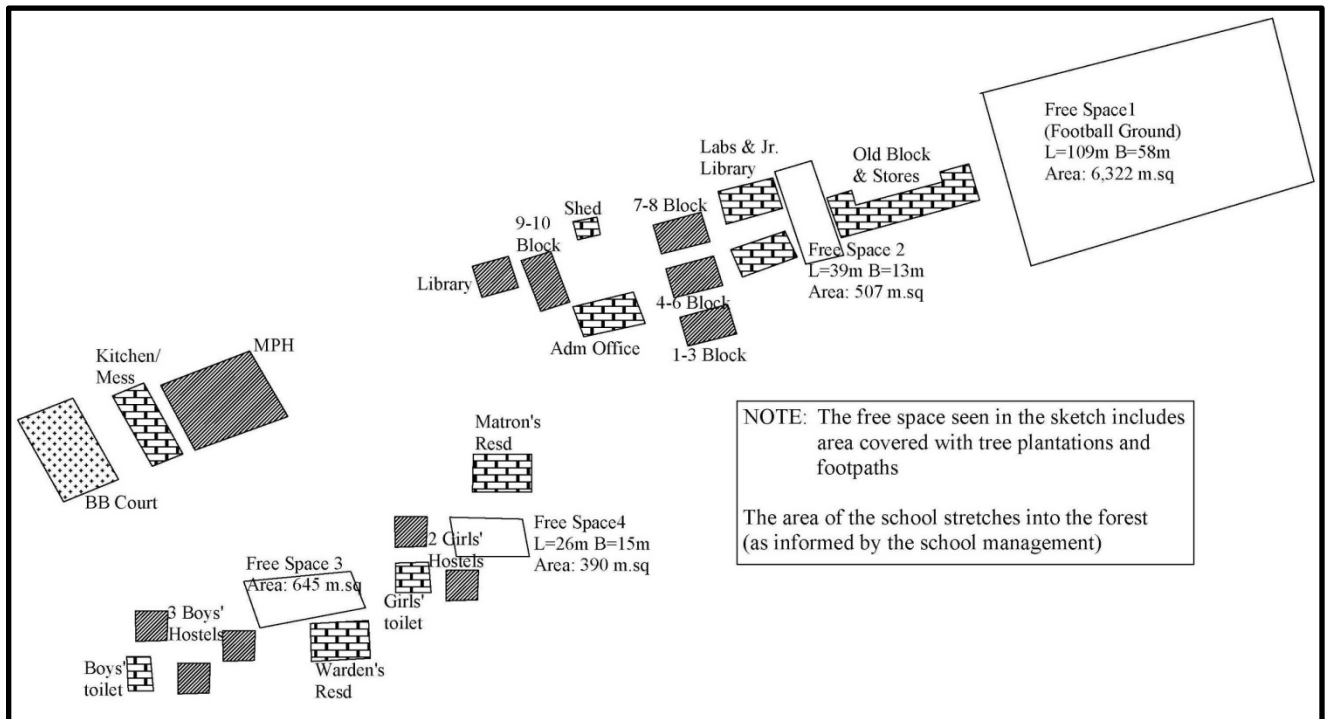 Free Space1
(Football Ground)
L=109m B=58m
Area: 6,322 m.sq
Labs & Jr.
Library
Old Block
& Stores
7-8 Block
Shed
9-10
Block
Library
Free Space 2
L=39m B=13m
Area: 507 m.sq
4-6 Block
Adm Office
1-3 Block
Kitchen/
Mess
MPH
BB Court
Matron's
Resd
NOTE: The free space seen in the sketch includes
area covered with tree plantations and
footpaths
The area of the school stretches into the forest
(as informed by the school management)
Free Space4
L=26m B=15m
Area: 390 m.sq
2 Girls'
Hostels
Free Space 3
Area: 645 m.sq
Girls'
toilet
3 Boys'
Hostels
Boys'
toilet
Warden's
Resd